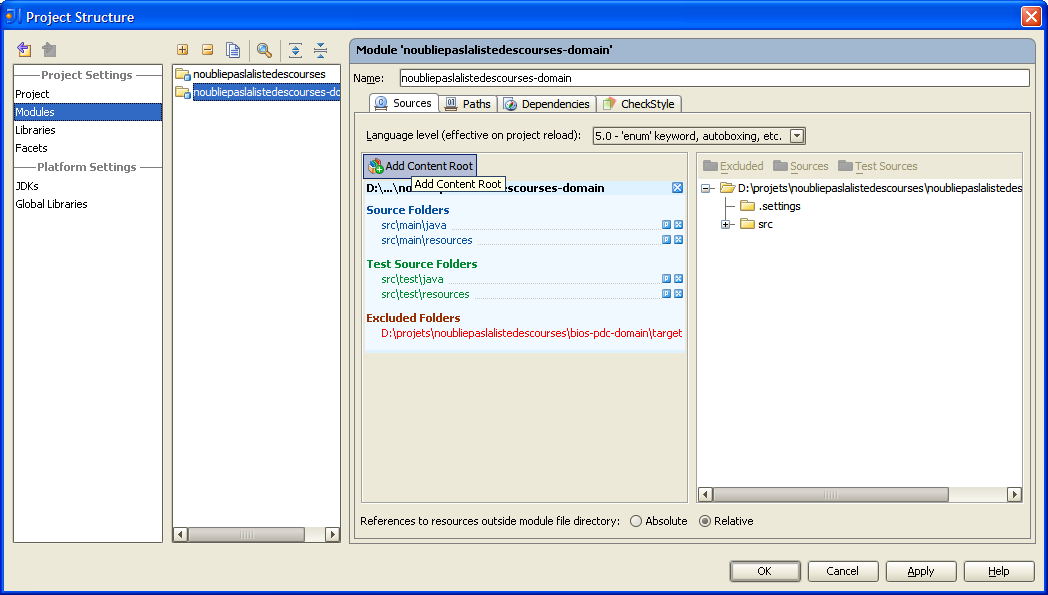 Project Structure
Project Settings
Project
Modules
Libraries
Facets
Platform Settings
JDKs
Global Libraries
noubliepaslalistedescourses
noubliepaslalistedescourses-do
Module 'noubliepaslalistedescourses-domain'
Name: noubliepaslalistedescourses-domain
Sources Paths Dependencies CheckStyle
Language level (effective on project reload): 5.0 - 'enum' keyword, autoboxing, etc.
Add Content Root
Add Content Root
D:\...\no escourses-domain
Source Folders
src\main\java
src\main\resources
Test Source Folders
src\test\java
src\test\resources
Excluded Folders
D:\projets\noubliepaslalistedescourses\bios-pdc-domain\target
Excluded Sources Test Sources
D:\projets\noubliepaslalistedescourses\noubliepaslalistedes
.settings
src
References to resources outside module file directory: Absolute Relative
OK Cancel Apply Help